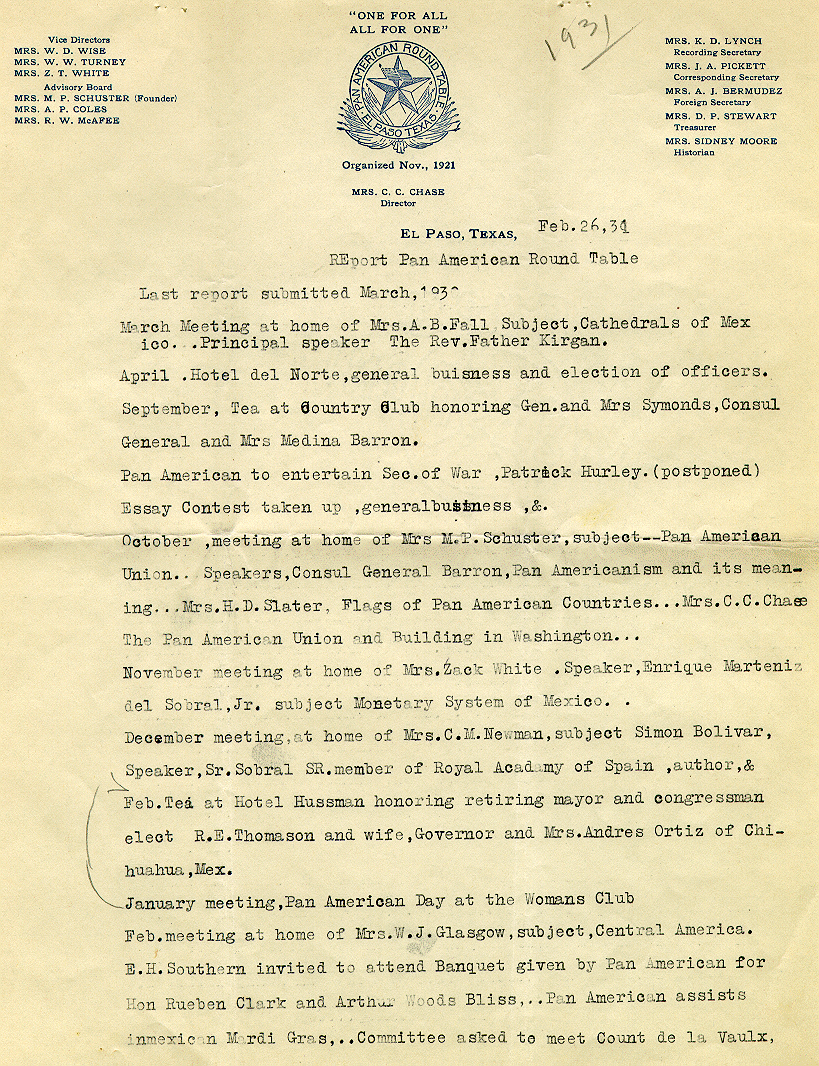 "ONE FOR ALL
ALL FOR ONE"
1931
Vice Directors
MRS. W. D. WISE
MRS. W. W. TURNEY
MRS. Z. T. WHITE
Advisory Board
MRS. M. P. SCHUSTER (Founder)
MRS. A. P. COLES
MRS. R. W. McAFEE
PAN AMERICAN ROUND TABLE
EL PASO TEXAS
Organized Nov., 1921
MRS. C. C. CHASE
Director
MRS. K. D. LYNCH
Recording Secretary
MRS. J. A. PICKETT
Corresponding Secretary
MRS. A. J. BERMUDEZ
Foreign Secretary
MRS. D. P. STEWART
Treasurer
MRS. SIDNEY MOORE
Historian
EL PASO, TEXAS, Feb.26,31
REport Pan American Round Table
Last report submitted March,193
March Meeting at home of Mrs.A.B.Fall Subject,Cathedrals of Mex
ico. .Principal speaker The Rev.Father Kirgan.
April .Hotel del Norte,general buisness and election of officers.
September, Tea at Country Club honoring Gen.and Mrs Symonds,Consul
General and Mrs Medina Barron.
Pan American to entertain Sec.of War ,Patrick Hurley.(postponed)
Essay Contest taken up ,generalbusiness ,&.
October ,meeting at home of Mrs M.P.Schuster,subject--Pan American
Union.. Speakers,Consul General Barron,Pan Americanism and its mean-
ing...Mrs.H.D.Slater, Flags of Pan American Countries...Mrs.C.C.Chase
The Pan American Union and Building in Washington...
November meeting at home of Mrs.Zack White .Speaker,Enrique Marteniz
del Sobral,Jr. subject Monetary System of Mexico. .
December meeting,at home of Mrs.C.M.Newman,subject Simon Bolivar,
Speaker,Sr.Sobral SR.member of Royal Acadamy of Spain ,author,&
Feb.Tea at Hotel Hussman honoring retiring mayor and congressman
elect R.E.Thomason and wife,Governor and Mrs.Andres Ortiz of Chi-
huahua,Mex.
January meeting,Pan American Day at the Womans Club
Feb.meeting at home of Mrs.W.J.Glasgow,subject,Central America.
E.H.Southern invited to attend Banquet given by Pan American for
Hon Rueben Clark and Arthur Woods Bliss,..Pan American assists
inmexican Mardi Gras,..Committee asked to meet Count de la Vaulx,